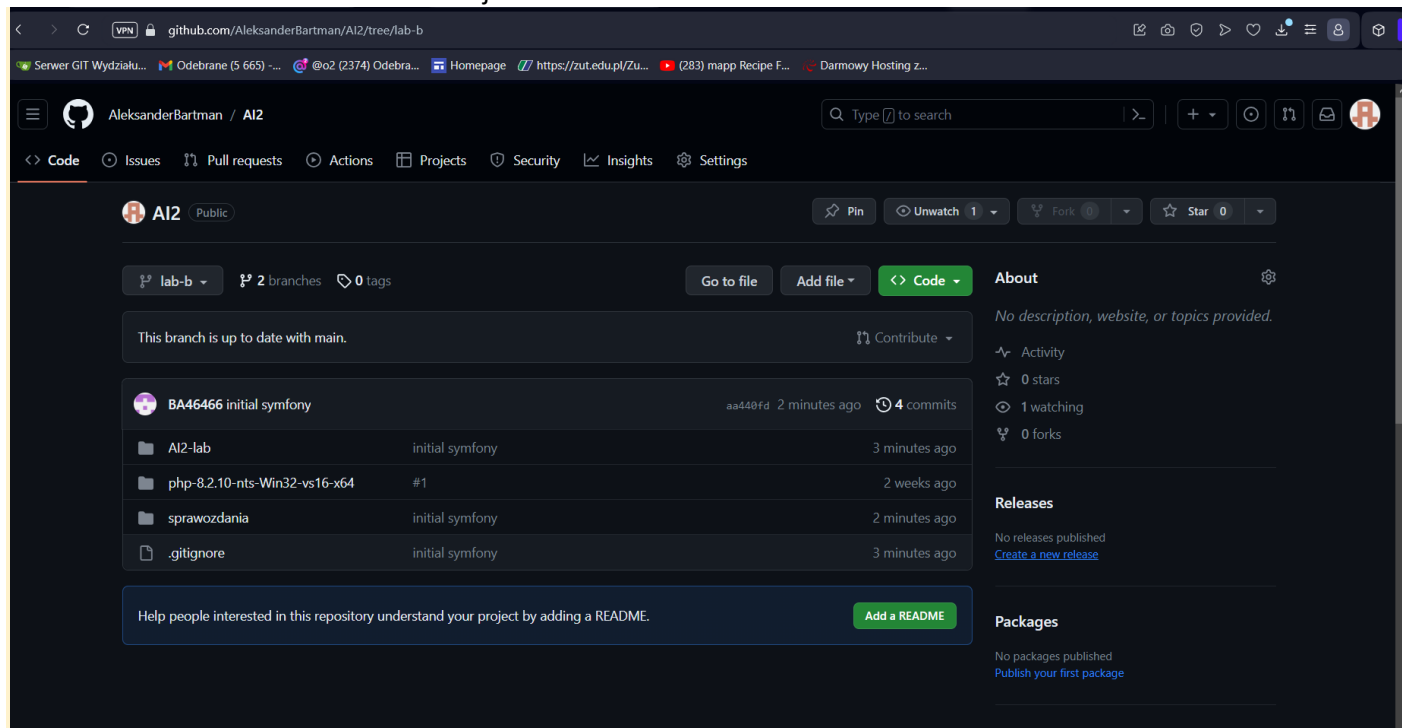 VPN github.com/AleksanderBartman/AI2/tree/lab-b
Serwer GIT Wydziału... Odebrane (5 665) -... @o2 (2374) Odebra... Homepage https://zut.edu.pl/Zu... (283) mapp Recipe F... Darmowy Hosting z...
AleksanderBartman / AI2 Type / to search
Code Issues Pull requests Actions Projects Security Insights Settings
AI2 Public Pin Unwatch 1 Fork 0 Star 0
lab-b 2 branches 0 tags Go to file Add file Code About
No description, website, or topics provided.
This branch is up to date with main. Contribute
Activity
0 stars
BA46466 initial symfony aa440fd 2 minutes ago 4 commits
1 watching
0 forks
AI2-lab initial symfony 3 minutes ago
php-8.2.10-nts-Win32-vs16-x64 #1 2 weeks ago
sprawozdania initial symfony 2 minutes ago
.gitignore initial symfony 3 minutes ago
Releases
No releases published
Create a new release
Help people interested in this repository understand your project by adding a README. Add a README
Packages
No packages published
Publish your first package